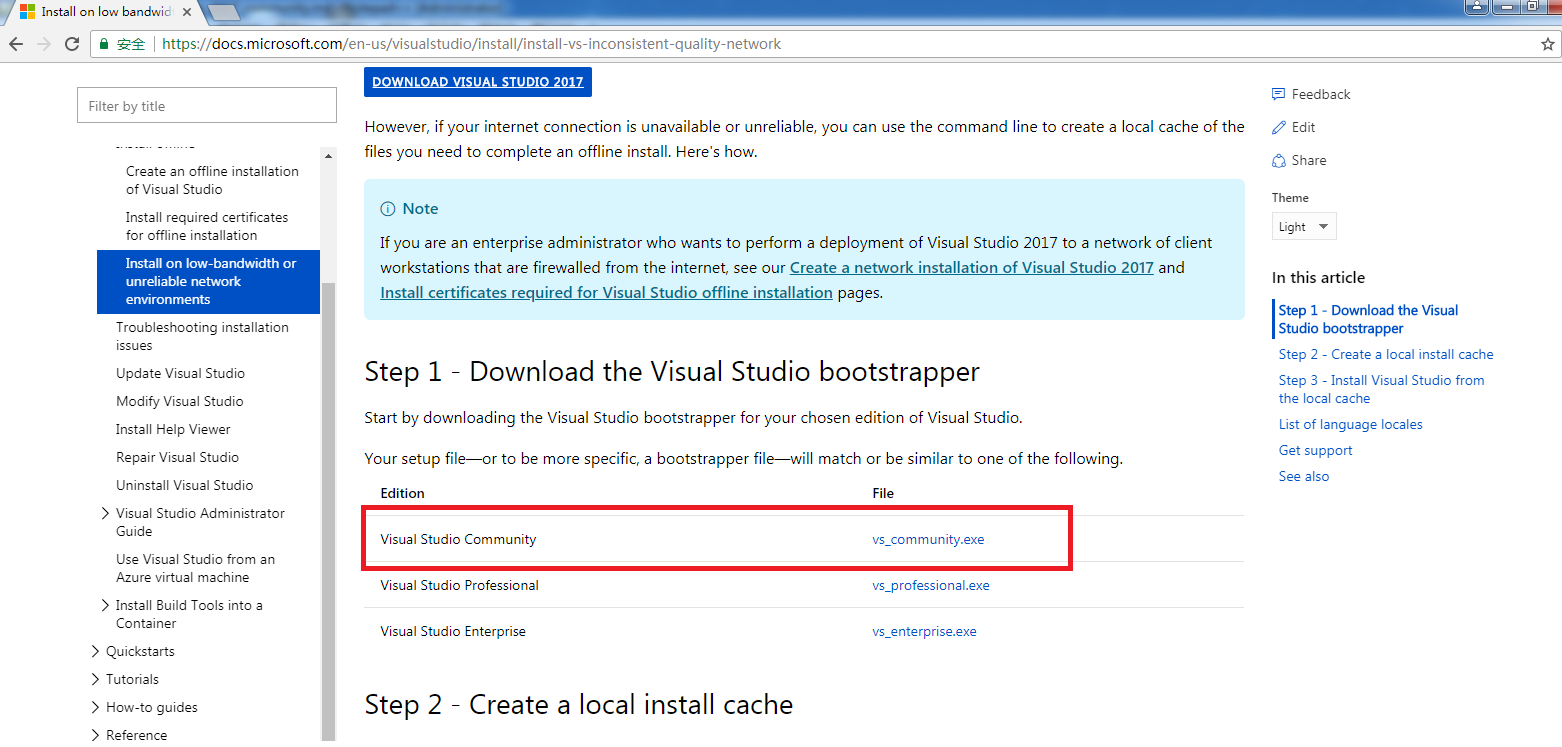 Install on low bandwid
安全
https://docs.microsoft.com/en-us/visualstudio/install/install-vs-inconsistent-quality-network
Filter by title
Create an offline installation
of Visual Studio
Install required certificates
for offline installation
Install on low-bandwidth or
unreliable network
environments
Troubleshooting installation
issues
Update Visual Studio
Modify Visual Studio
Install Help Viewer
Repair Visual Studio
Uninstall Visual Studio
Visual Studio Administrator
Guide
Use Visual Studio from an
Azure virtual machine
Install Build Tools into a
Container
Quickstarts
Tutorials
How-to guides
Reference
DOWNLOAD VISUAL STUDIO 2017
However, if your internet connection is unavailable or unreliable, you can use the command line to create a local cache of the
files you need to complete an offline install. Here's how.
Note
If you are an enterprise administrator who wants to perform a deployment of Visual Studio 2017 to a network of client
workstations that are firewalled from the internet, see our Create a network installation of Visual Studio 2017 and
Install certificates required for Visual Studio offline installation pages.
Step 1 - Download the Visual Studio bootstrapper
Start by downloading the Visual Studio bootstrapper for your chosen edition of Visual Studio.
Your setup file—or to be more specific, a bootstrapper file—will match or be similar to one of the following.
Edition File
Visual Studio Community vs_community.exe
Visual Studio Professional vs_professional.exe
Visual Studio Enterprise vs_enterprise.exe
Step 2 - Create a local install cache
Feedback
Edit
Share
Theme
Light
In this article
Step 1 - Download the Visual
Studio bootstrapper
Step 2 - Create a local install cache
Step 3 - Install Visual Studio from
the local cache
List of language locales
Get support
See also